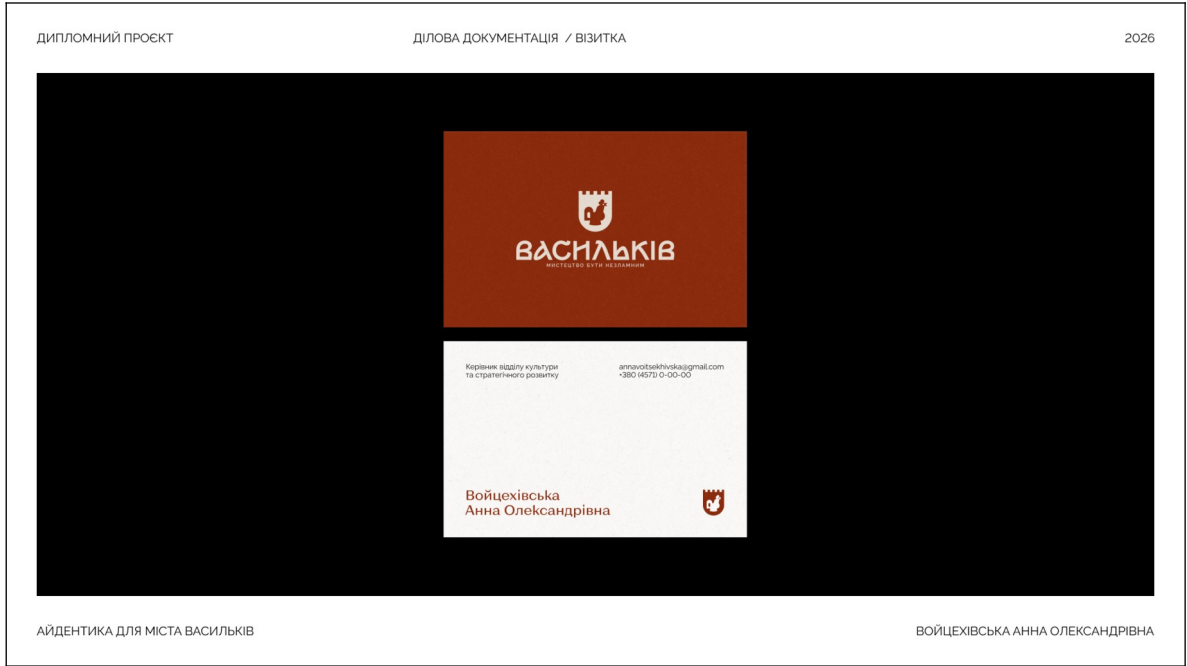 ДИПЛОМНИЙ ПРОЄКТ
ДІЛОВА ДОКУМЕНТАЦІЯ / ВІЗИТКА
2026
ВАСИЛЬКІВ
МИСТЕЦТВО БУТИ НЕЗЛАМНИМ
Керівник відділу культури
та стратегічного розвитку
annavoitsekhivska@gmail.com
+380 (4571) 0-00-00
Войцехівська
Анна Олександрівна
АЙДЕНТИКА ДЛЯ МІСТА ВАСИЛЬКІВ
ВОЙЦЕХІВСЬКА АННА ОЛЕКСАНДРІВНА